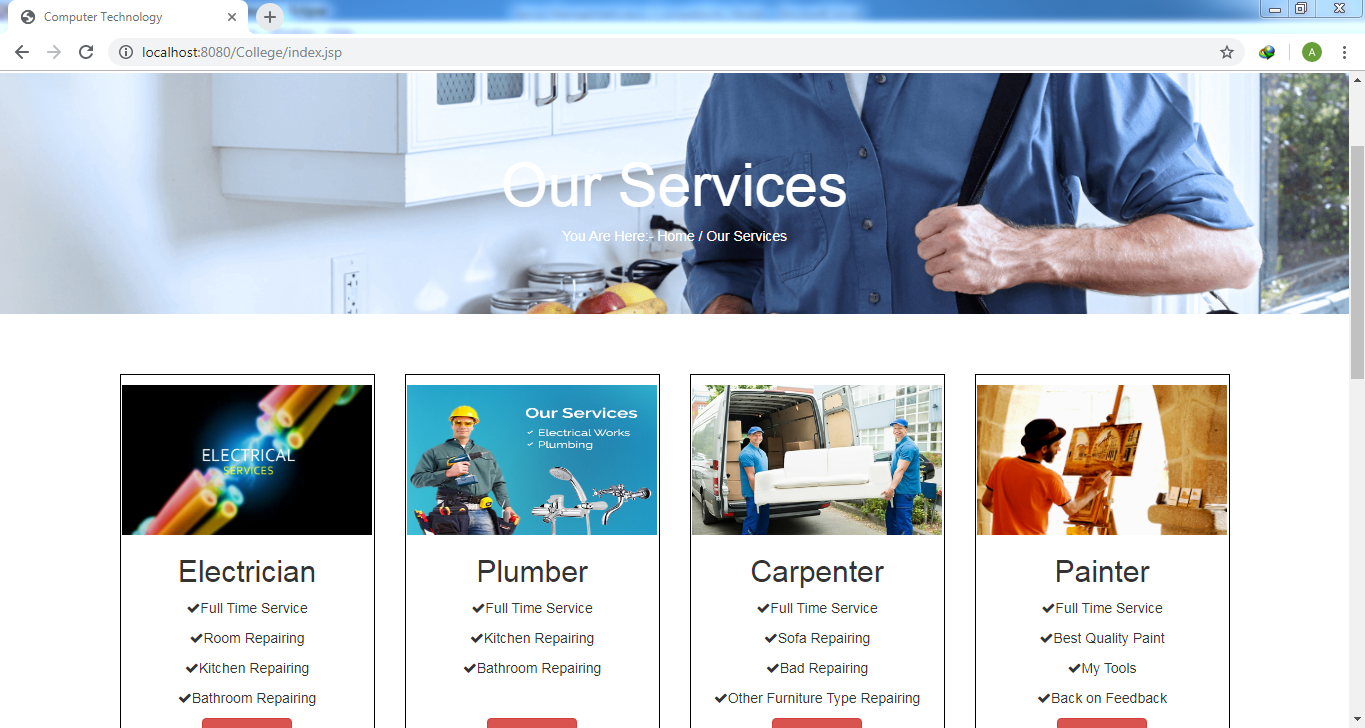 Computer Technology
localhost:8080/College/index.jsp
A
Our Services
You Are Here:- Home / Our Services
ELECTRICAL
SERVICES
Electrician
Full Time Service
Room Repairing
Kitchen Repairing
Bathroom Repairing
Our Services
Electrical Works
Plumbing
Plumber
Full Time Service
Kitchen Repairing
Bathroom Repairing
Carpenter
Full Time Service
Sofa Repairing
Bad Repairing
Other Furniture Type Repairing
Painter
Full Time Service
Best Quality Paint
My Tools
Back on Feedback